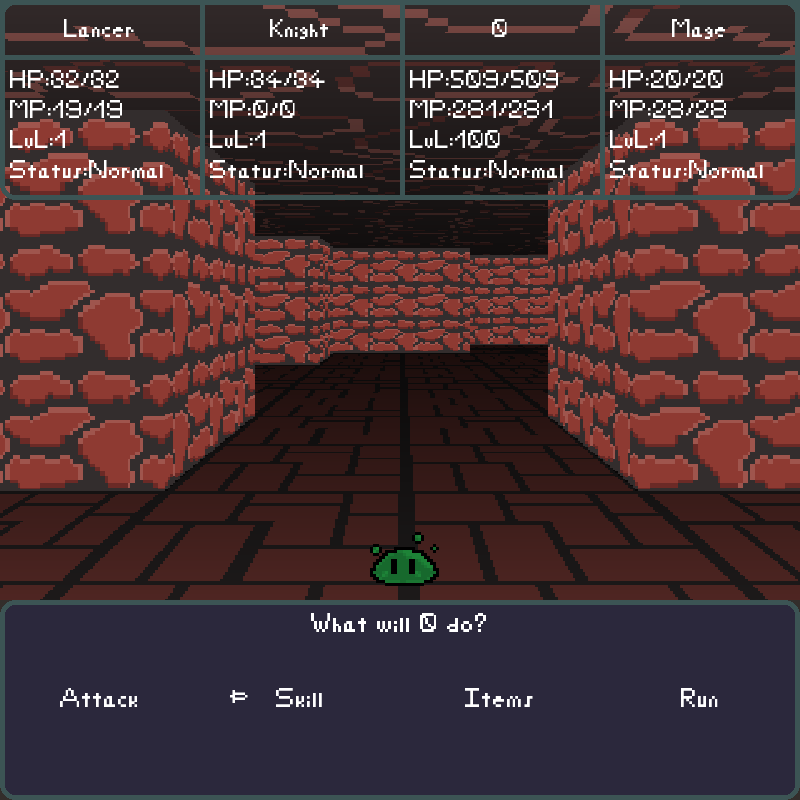 Lancer
HP:32/32
MP:19/19
LvL:1
Status:Normal
Knight
HP:34/34
MP:0/0
LvL:1
Status:Normal
0
HP:509/509
MP:281/281
LvL:100
Status:Normal
Mage
HP:20/20
MP:28/28
LvL:1
Status:Normal
What will 0 do?
Attack Skill Items Run